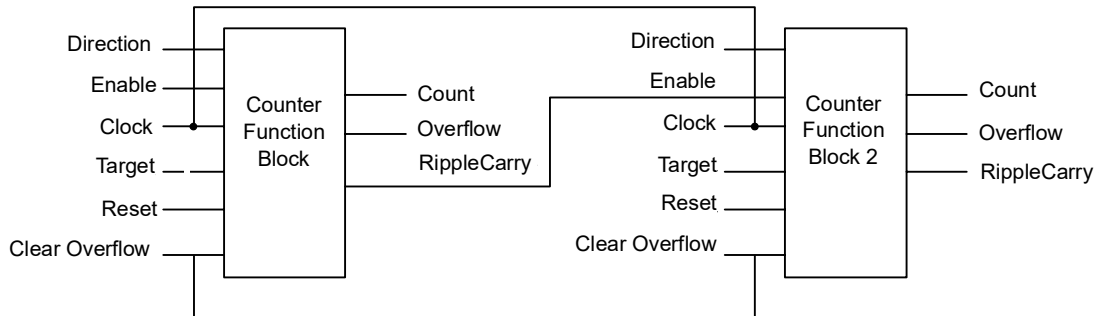 Direction
Enable
Clock
Target
Reset
Clear Overflow
Counter
Function
Block
Count
Overflow
RippleCarry
Direction
Enable
Clock
Target
Reset
Clear Overflow
Counter
Function
Block 2
Count
Overflow
RippleCarry